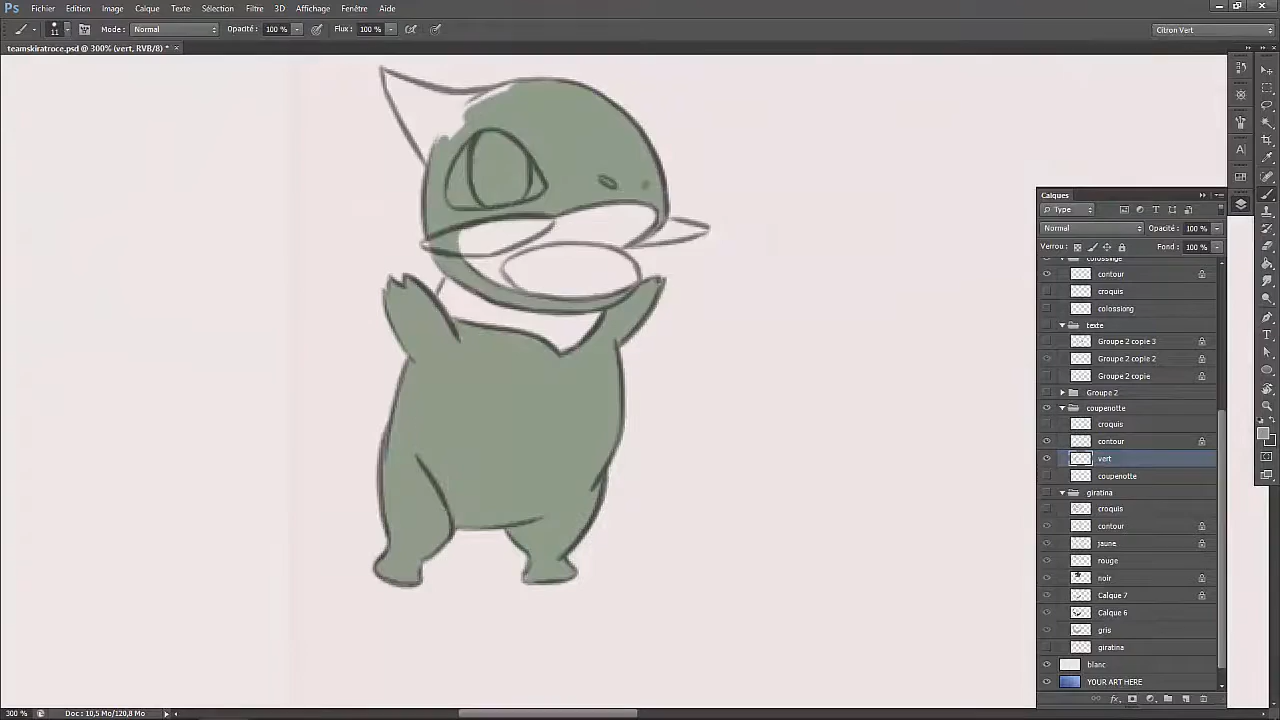 Ps Fichier Edition Image Calque Texte Sélection Filtre 3D Affichage Fenêtre Aide
11 Mode : Normal Opacité : 100 % Flux : 100 % Citron Vert
teamskiratroce.psd @ 300% (vert, RVB/8) * ×
Calques
Type
Normal Opacité : 100 %
Verrou : Fond : 100 %
colossinge
contour
croquis
colossiong
texte
Groupe 2 copie 3
Groupe 2 copie 2
Groupe 2 copie
Groupe 2
coupenotte
croquis
contour
vert
coupenotte
giratina
croquis
contour
jaune
rouge
noir
Calque 7
Calque 6
gris
giratina
blanc
YOUR ART HERE
300 % Doc : 10,5 Mo/120,8 Mo